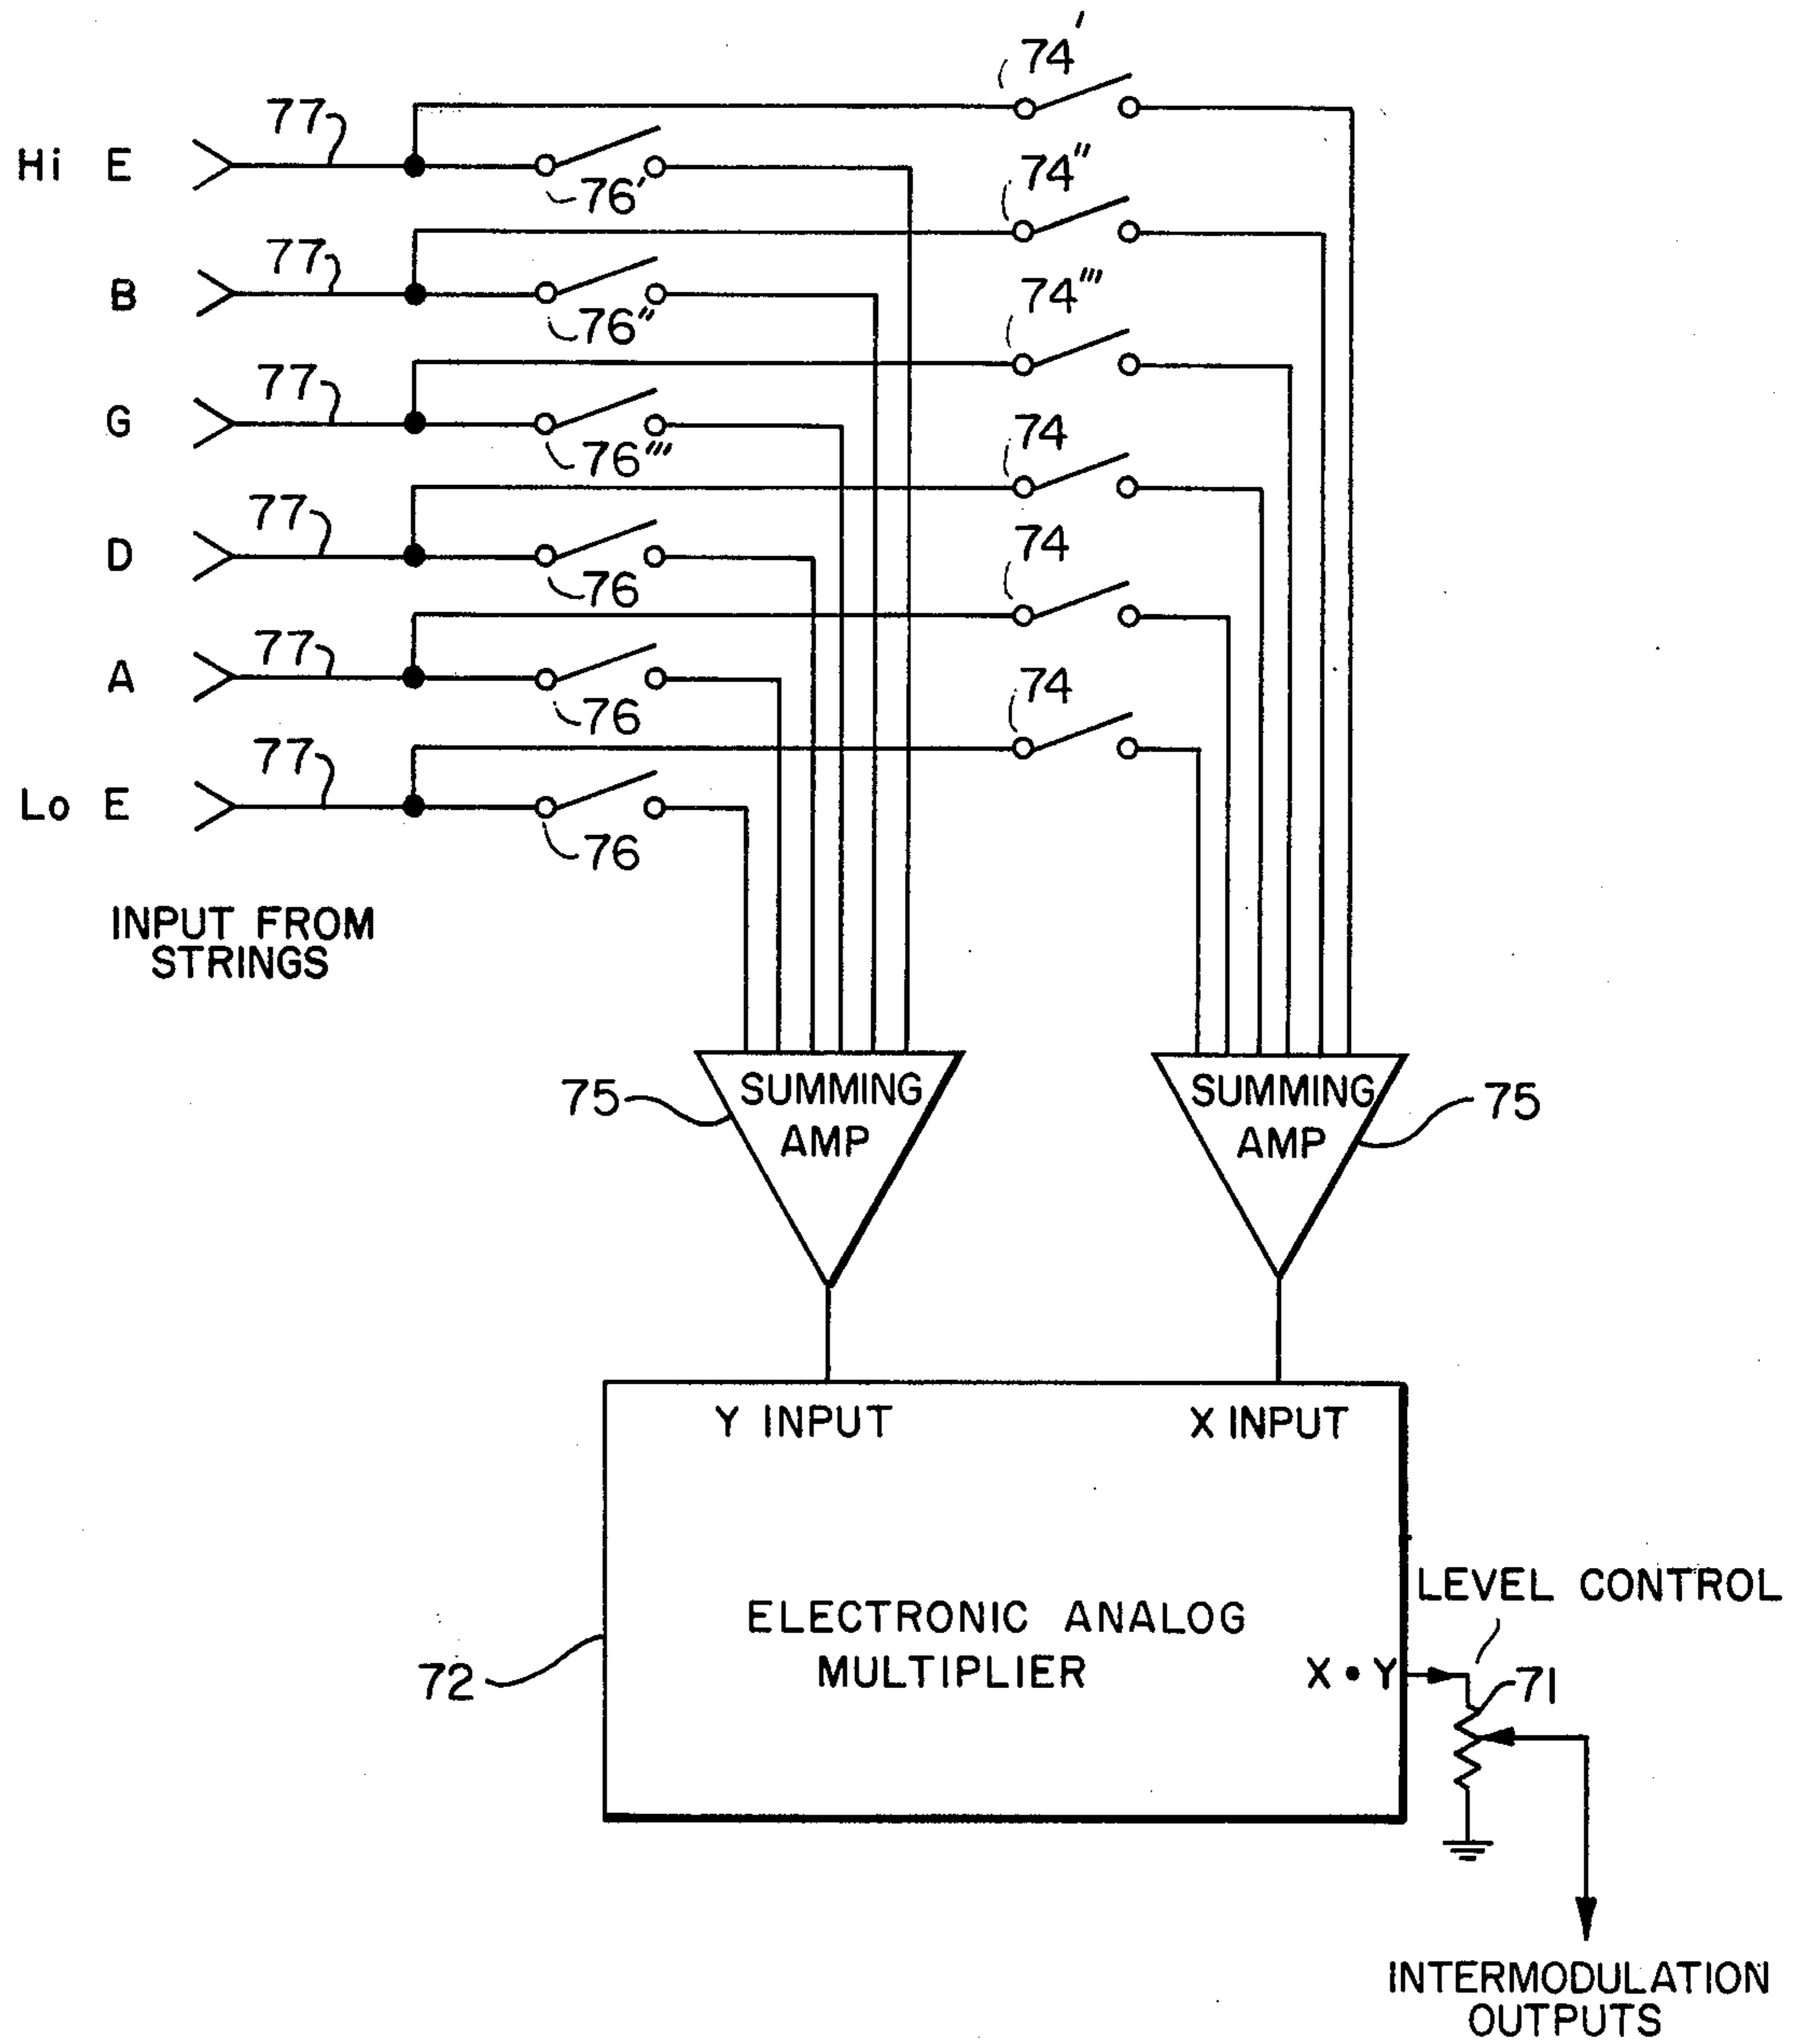 74′
77
Hi E
76′
74″
77
B
76″
74‴
77
G
76‴
74
77
D
76
74
77
A
76
74
77
Lo E
76
INPUT FROM
STRINGS
75
SUMMING
AMP
SUMMING
AMP
75
Y INPUT
X INPUT
LEVEL CONTROL
ELECTRONIC ANALOG
MULTIPLIER
X • Y
71
72
INTERMODULATION
OUTPUTS